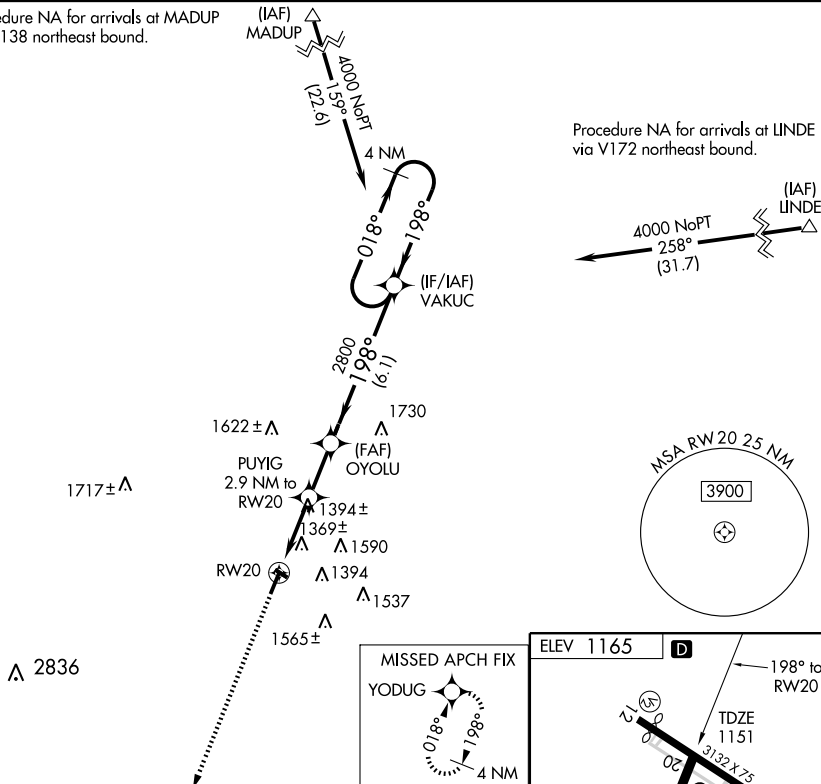 edure NA for arrivals at MADUP
138 northeast bound.
(IAF)
MADUP
4000 NoPT
159°
(22.6)
4 NM
018°
198°
Procedure NA for arrivals at LINDE
via V172 northeast bound.
(IAF)
LINDE
4000 NoPT
258°
(31.7)
(IF/IAF)
VAKUC
2800
198°
(6.1)
1622±
1730
(FAF)
OYOLU
1717±
PUYIG
2.9 NM to
RW20
1394±
1369±
1590
RW20
1394
1537
1565±
2836
MSA RW20 25 NM
3900
MISSED APCH FIX
YODUG
018°
198°
4 NM
ELEV 1165
D
198° to
RW20
V5
12
TDZE
1151
3132 X 75
20